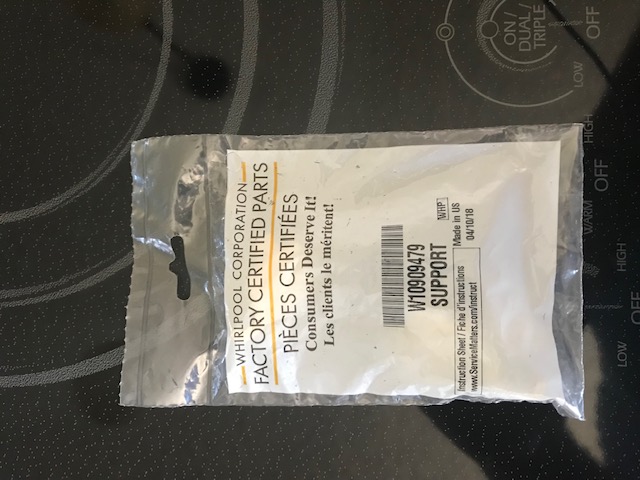 WHIRLPOOL CORPORATION
FACTORY CERTIFIED PARTS
PIÈCES CERTIFIÉES
Consumers Deserve It!
Les clients le méritent!
W10909479
SUPPORT
WHP
Instruction Sheet / Fiche d'Instructions
www.ServiceMatters.com/instruct
Made in US
04/10/18
ON/
DUAL/
TRIPLE
LOW
OFF
HIGH
WARM
OFF
HIGH
LOW
OFF
HIGH